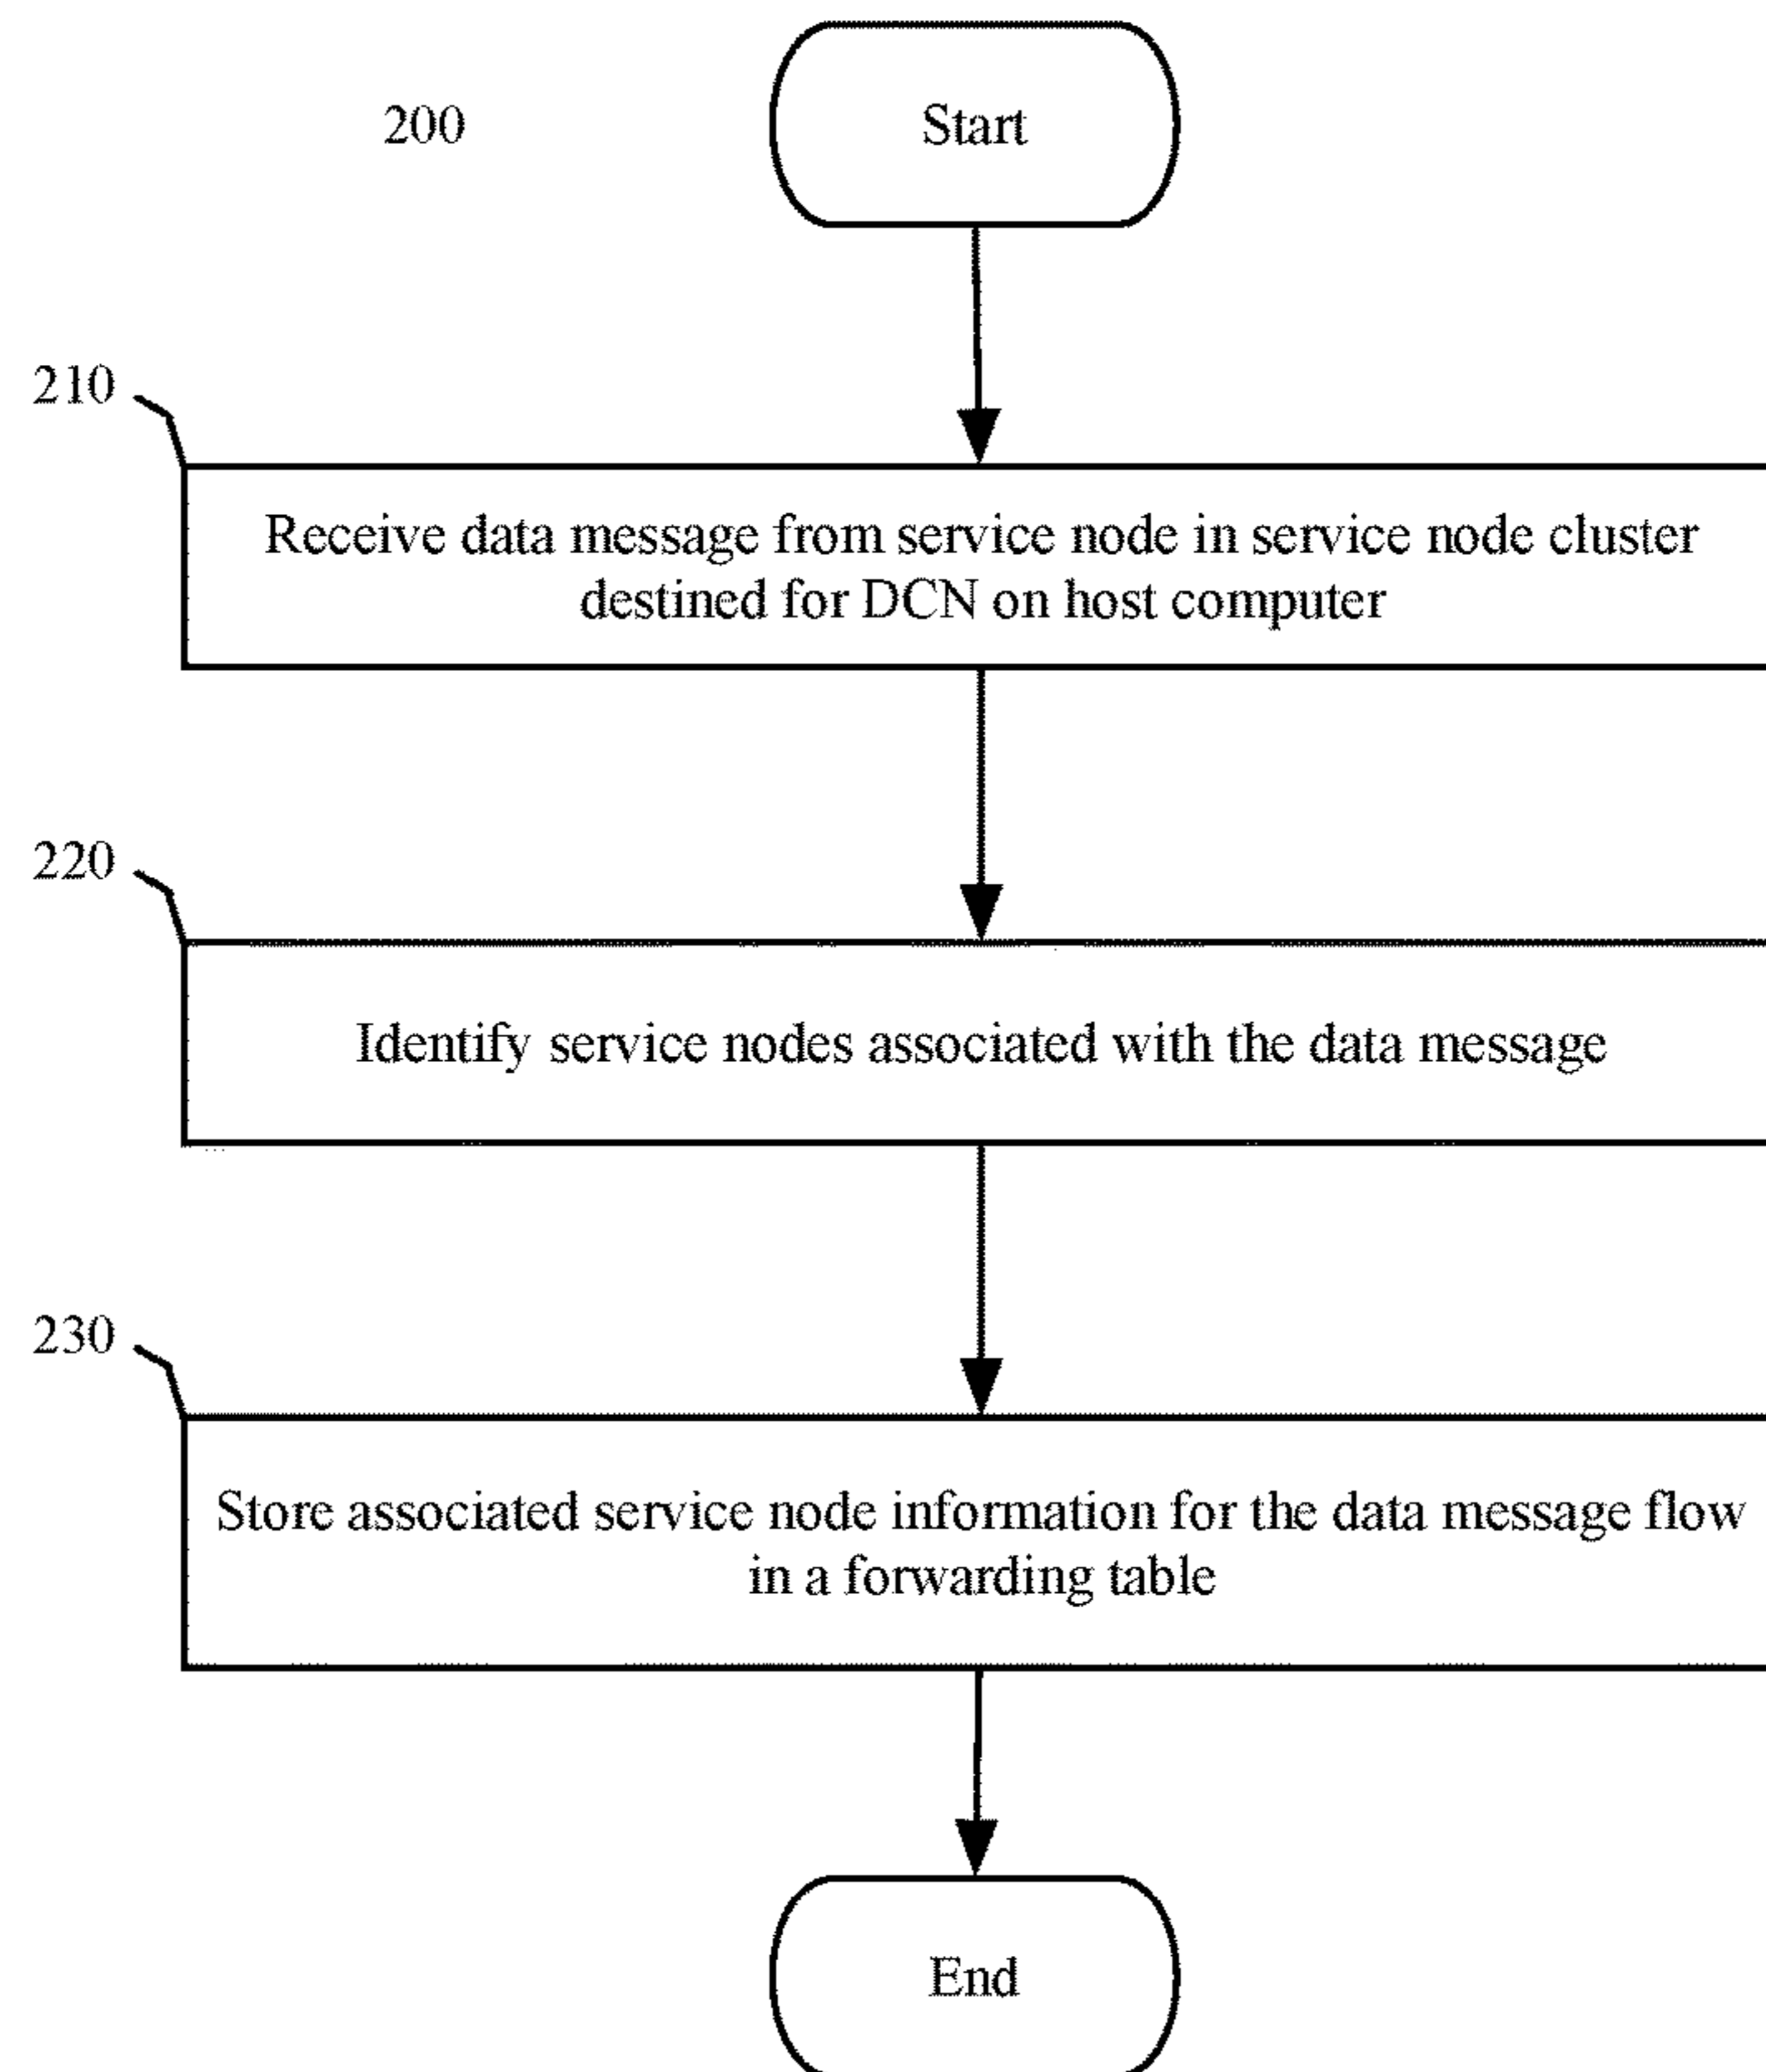 200
Start
210
Receive data message from service node in service node cluster
destined for DCN on host computer
220
Identify service nodes associated with the data message
230
Store associated service node information for the data message flow
in a forwarding table
End